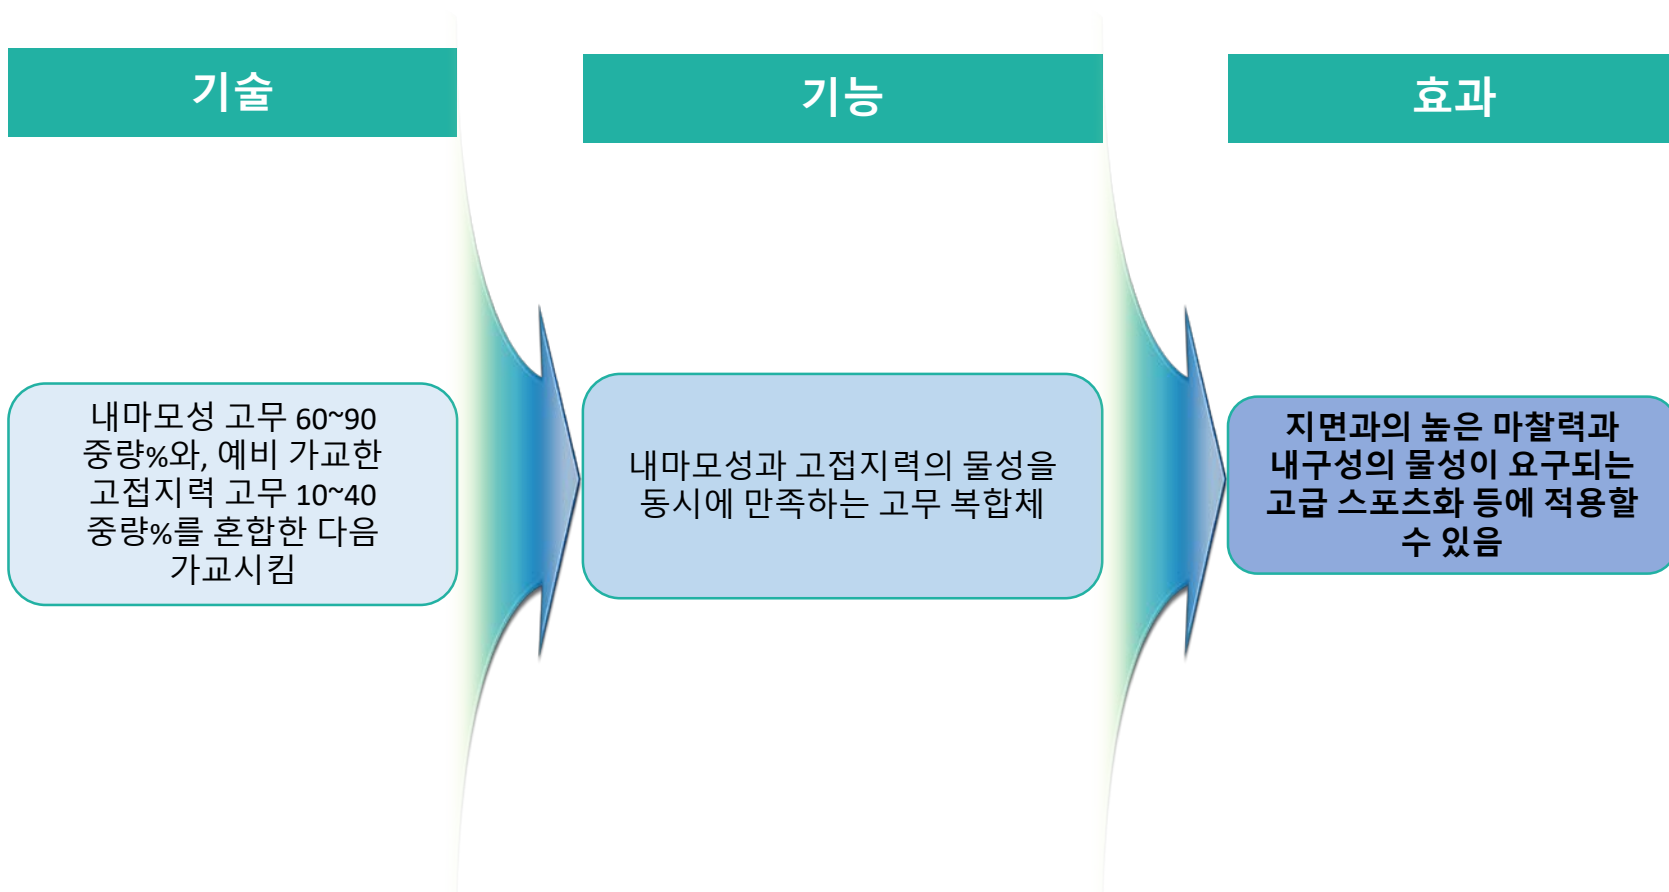 기술
기능
효과
내마모성 고무 60~90
중량%와, 예비 가교한
고접지력 고무 10~40
중량%를 혼합한 다음
가교시킴
내마모성과 고접지력의 물성을
동시에 만족하는 고무 복합체
지면과의 높은 마찰력과
내구성의 물성이 요구되는
고급 스포츠화 등에 적용할
수 있음